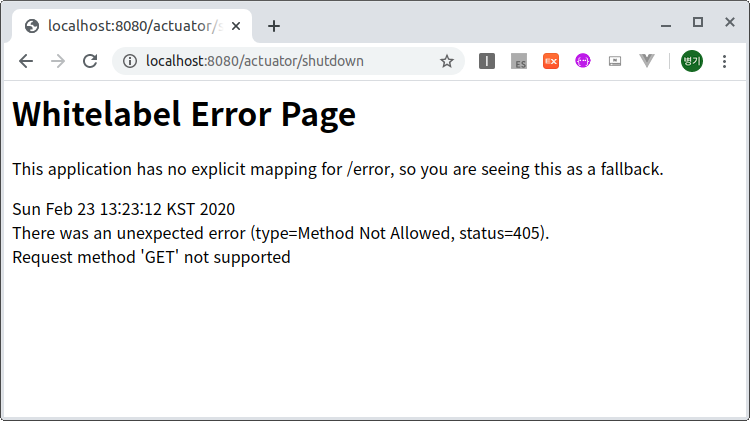 localhost:8080/actuator/s
localhost:8080/actuator/shutdown
ES
병기
Whitelabel Error Page
This application has no explicit mapping for /error, so you are seeing this as a fallback.
Sun Feb 23 13:23:12 KST 2020
There was an unexpected error (type=Method Not Allowed, status=405).
Request method 'GET' not supported